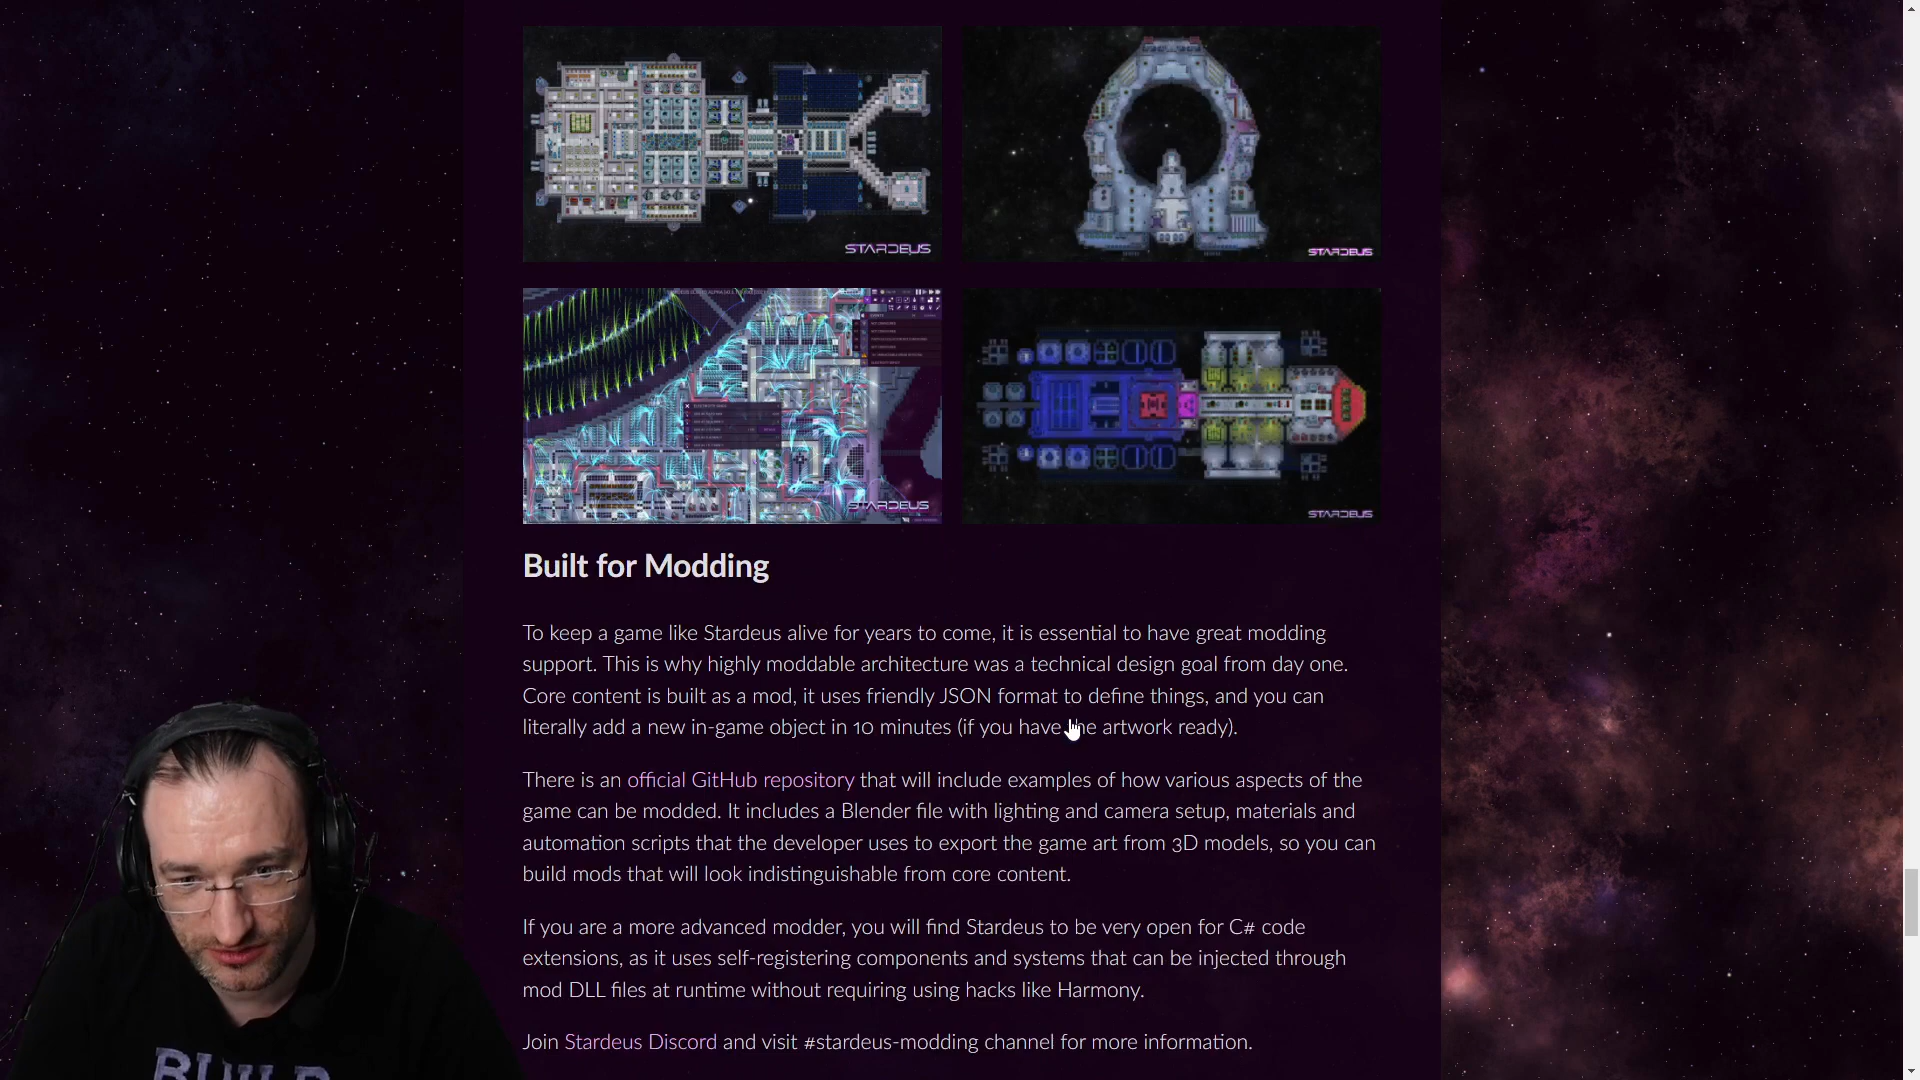 STARDEUS
STARDEUS
STARDEUS
STARDEUS
Built for Modding
To keep a game like Stardeus alive for years to come, it is essential to have great modding
support. This is why highly moddable architecture was a technical design goal from day one.
Core content is built as a mod, it uses friendly JSON format to define things, and you can
literally add a new in-game object in 10 minutes (if you have the artwork ready).
There is an official GitHub repository that will include examples of how various aspects of the
game can be modded. It includes a Blender file with lighting and camera setup, materials and
automation scripts that the developer uses to export the game art from 3D models, so you can
build mods that will look indistinguishable from core content.
If you are a more advanced modder, you will find Stardeus to be very open for C# code
extensions, as it uses self-registering components and systems that can be injected through
mod DLL files at runtime without requiring using hacks like Harmony.
Join Stardeus Discord and visit #stardeus-modding channel for more information.
BUILD